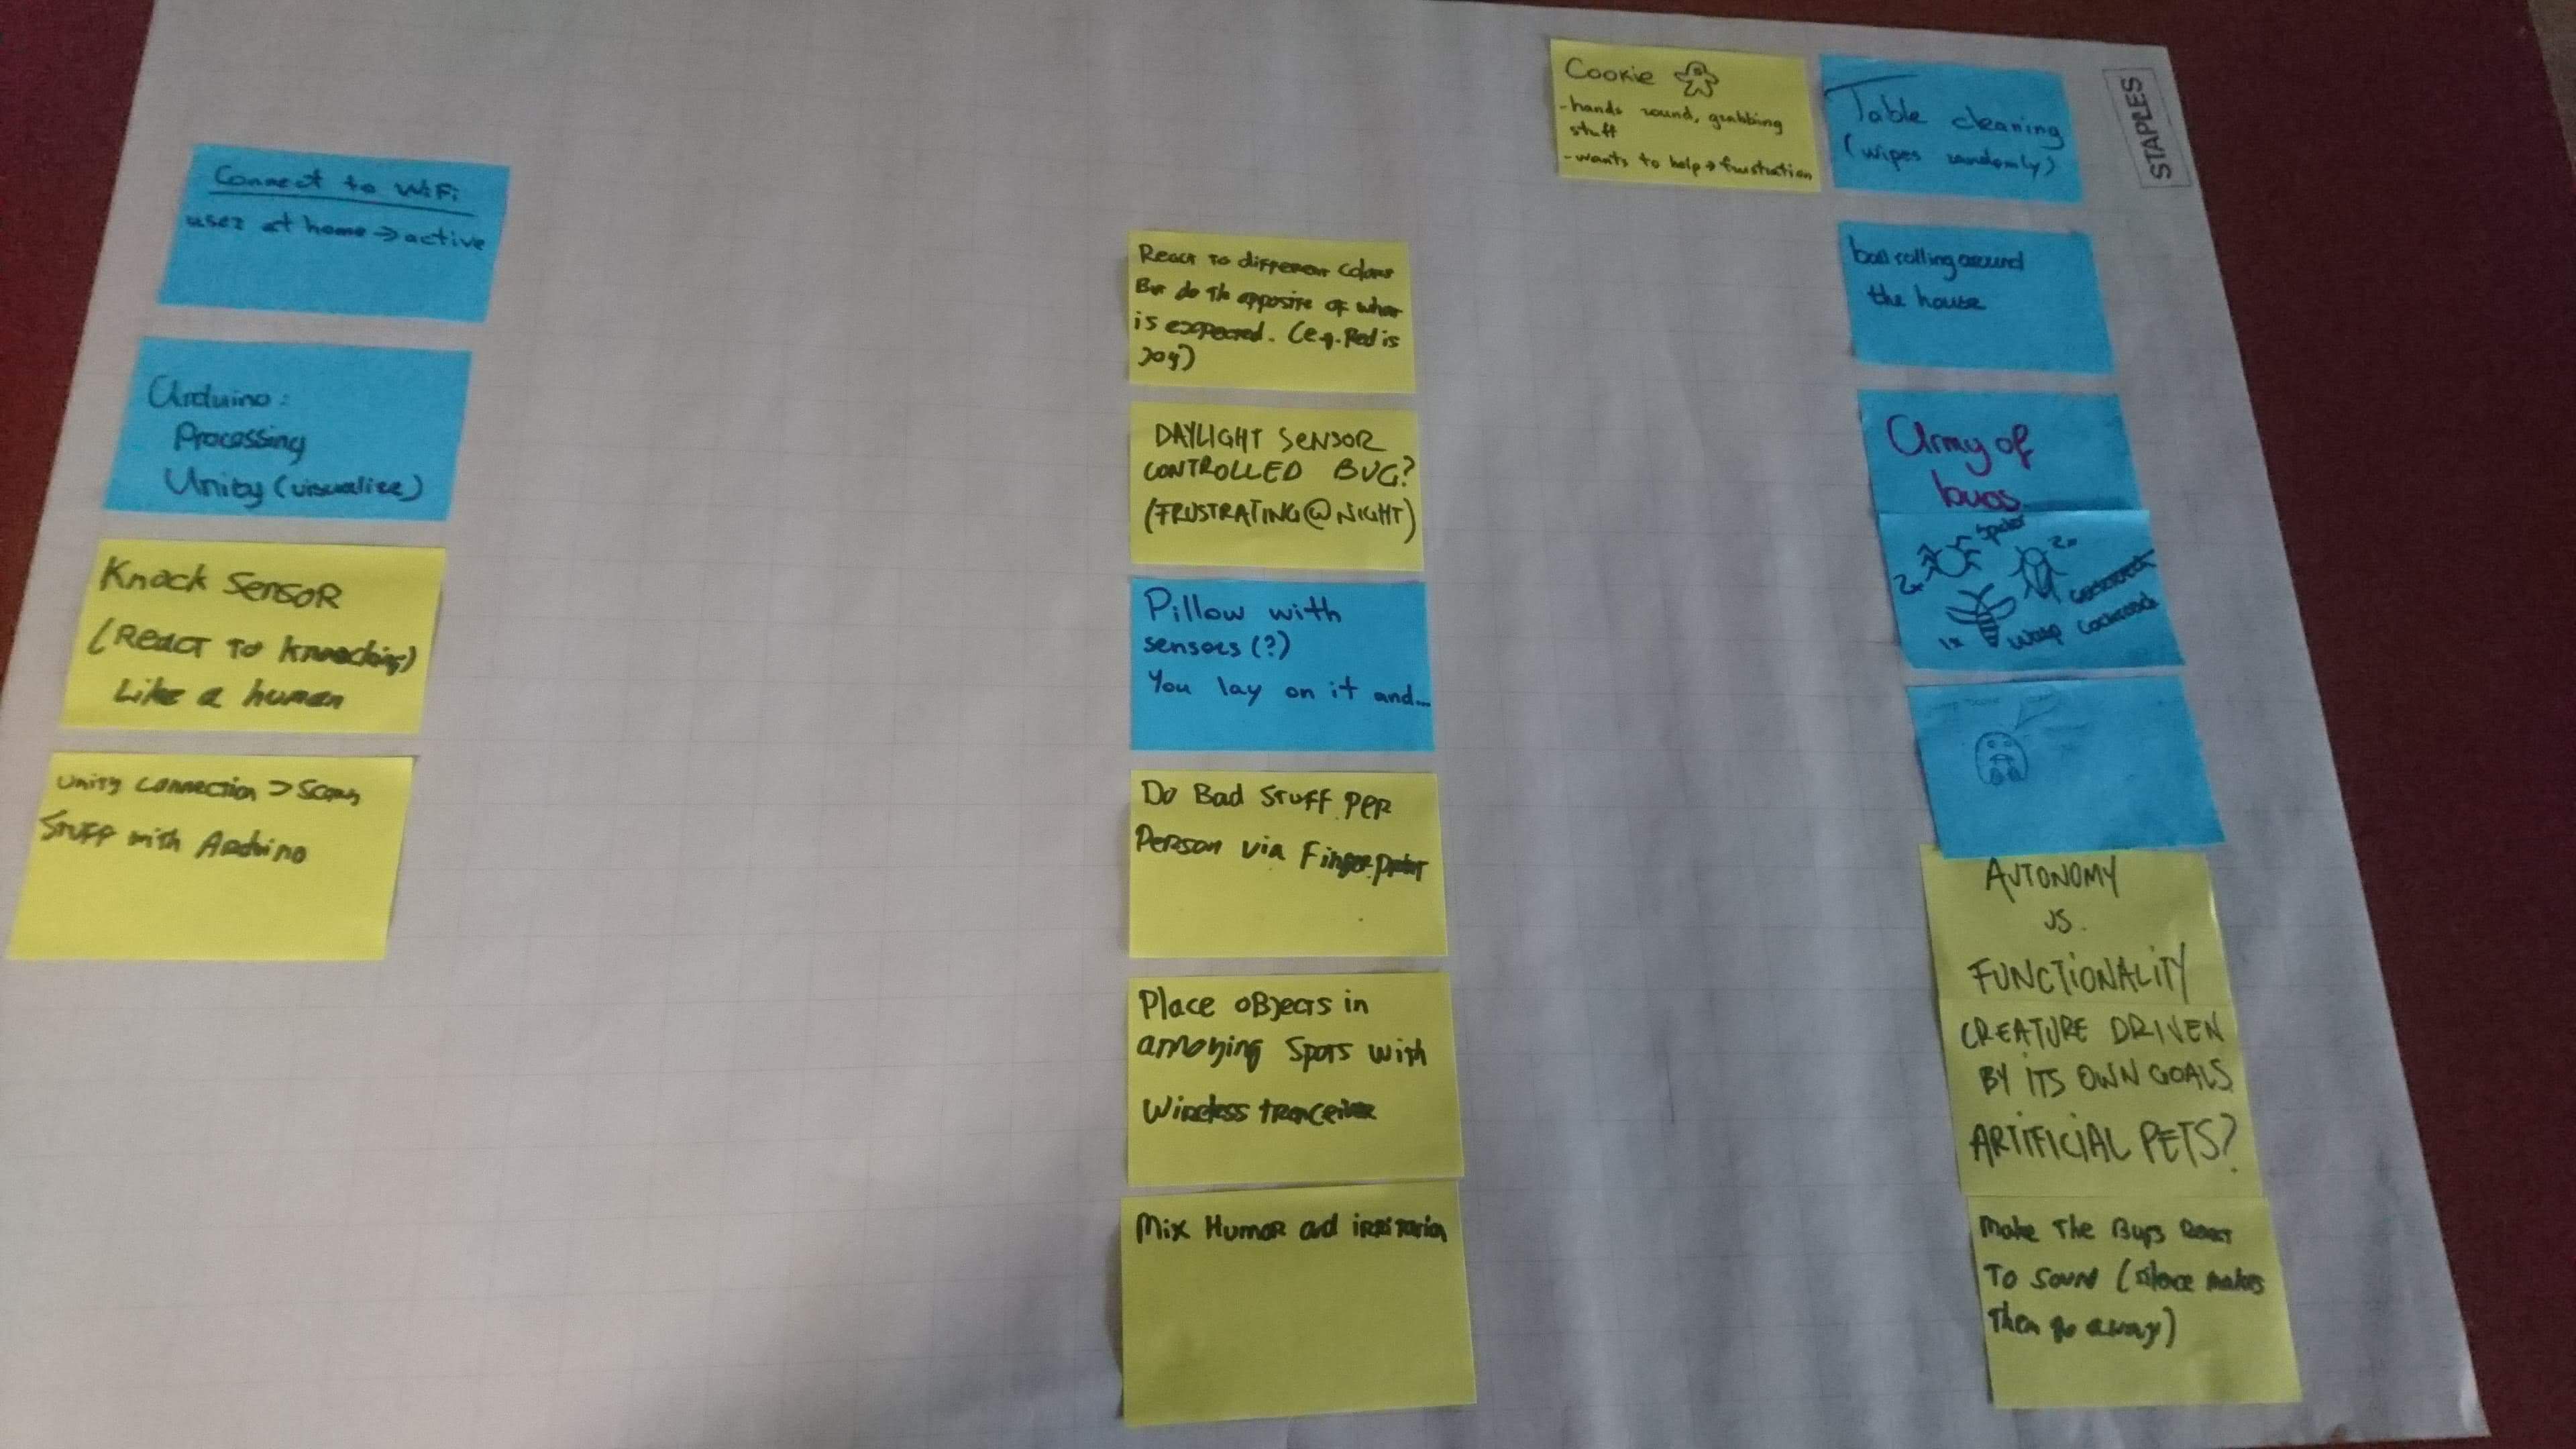 Connect to WiFi
user at home → active
Arduino:
Processing
Unity (visualize)
Knock Sensor
(React to knocking)
Like a human
Unity connection > Scary
Stuff with Arduino
React to different colors
But do th opposite of what
is expected. (e.g. Red is
Joy)
DAYLIGHT SENSOR
CONTROLLED BUG?
(FRUSTRATING @ NIGHT)
Pillow with
sensors (?)
You lay on it and...
Do Bad Stuff per
Person via Fingerprint
Place objects in
annoying Spots with
Wireless tranceiver
Mix Humor and irritation
Cookie
- hands round, grabbing
stuff
- wants to help → frustration
Table cleaning
(wipes randomly)
STAPLES
ball rolling around
the house
Army of
bugs
2x spider
2x
cockroach
1x Wasp
AUTONOMY
VS.
FUNCTIONALITY
CREATURE DRIVEN
BY ITS OWN GOALS
ARTIFICIAL PETS?
Make The Bugs React
To Sound (silence makes
Them go away)